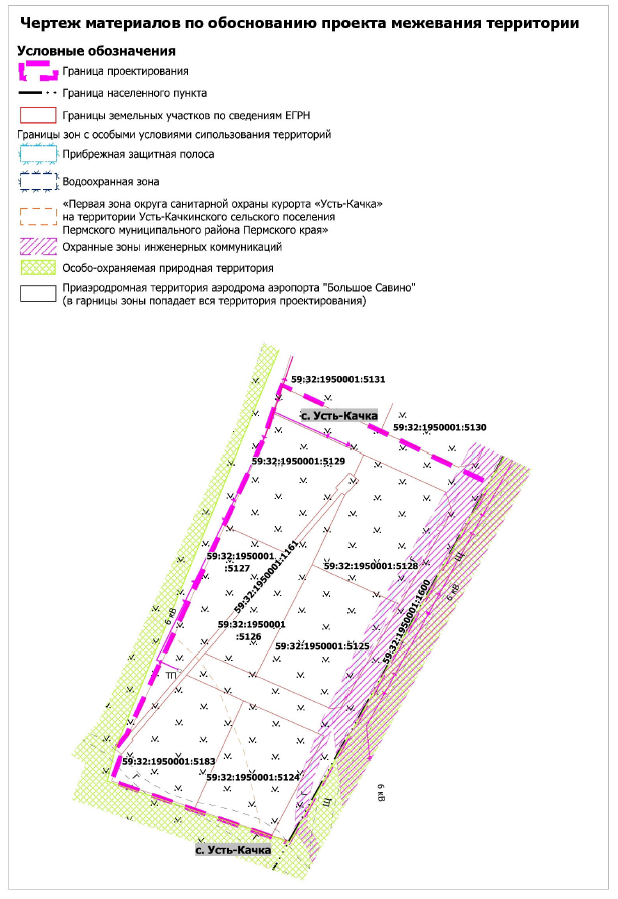 Чертеж материалов по обоснованию проекта межевания территории
Условные обозначения
Граница проектирования
Граница населенного пункта
Границы земельных участков по сведениям ЕГРН
Границы зон с особыми условиями сипользования территорий
Прибрежная защитная полоса
Водоохранная зона
«Первая зона округа санитарной охраны курорта «Усть-Качка»
на территории Усть-Качкинского сельского поселения
Пермского муниципального района Пермского края»
Охранные зоны инженерных коммуникаций
Особо-охраняемая природная территория
Приаэродромная территория аэродрома аэропорта "Большое Савино"
(в гарницы зоны попадает вся территория проектирования)
59:32:1950001:5131
с. Усть-Качка
59:32:1950001:5130
59:32:1950001:5129
59:32:1950001
:5127
59:32:1950001:1161
59:32:1950001:5128
Щ
6 кВ
59:32:1950001:1600
6 кВ
59:32:1950001
:5126
59:32:1950001:5125
ТП
59:32:1950001:5183
59:32:1950001:5124
6 кВ
Щ
с. Усть-Качка